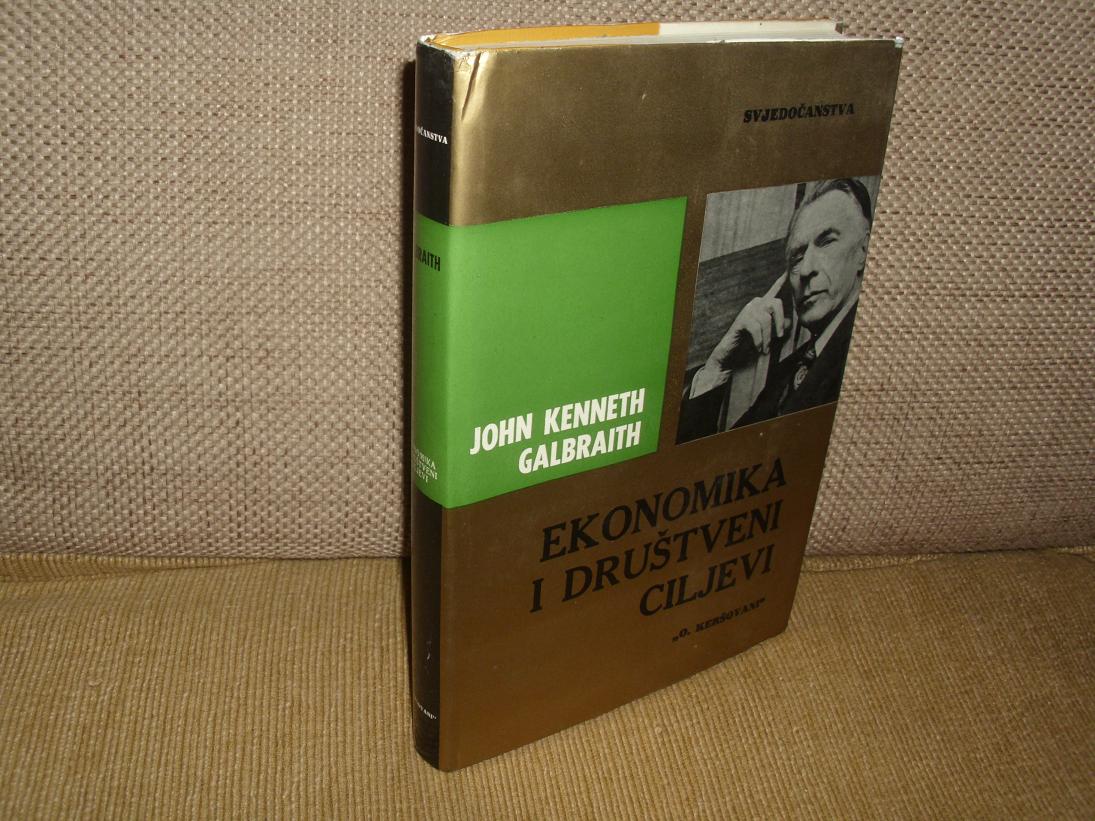 SVJEDOČANSTVA
JOHN KENNETH
GALBRAITH
EKONOMIKA
I DRUŠTVENI
CILJEVI
„O. KERŠOVANI“